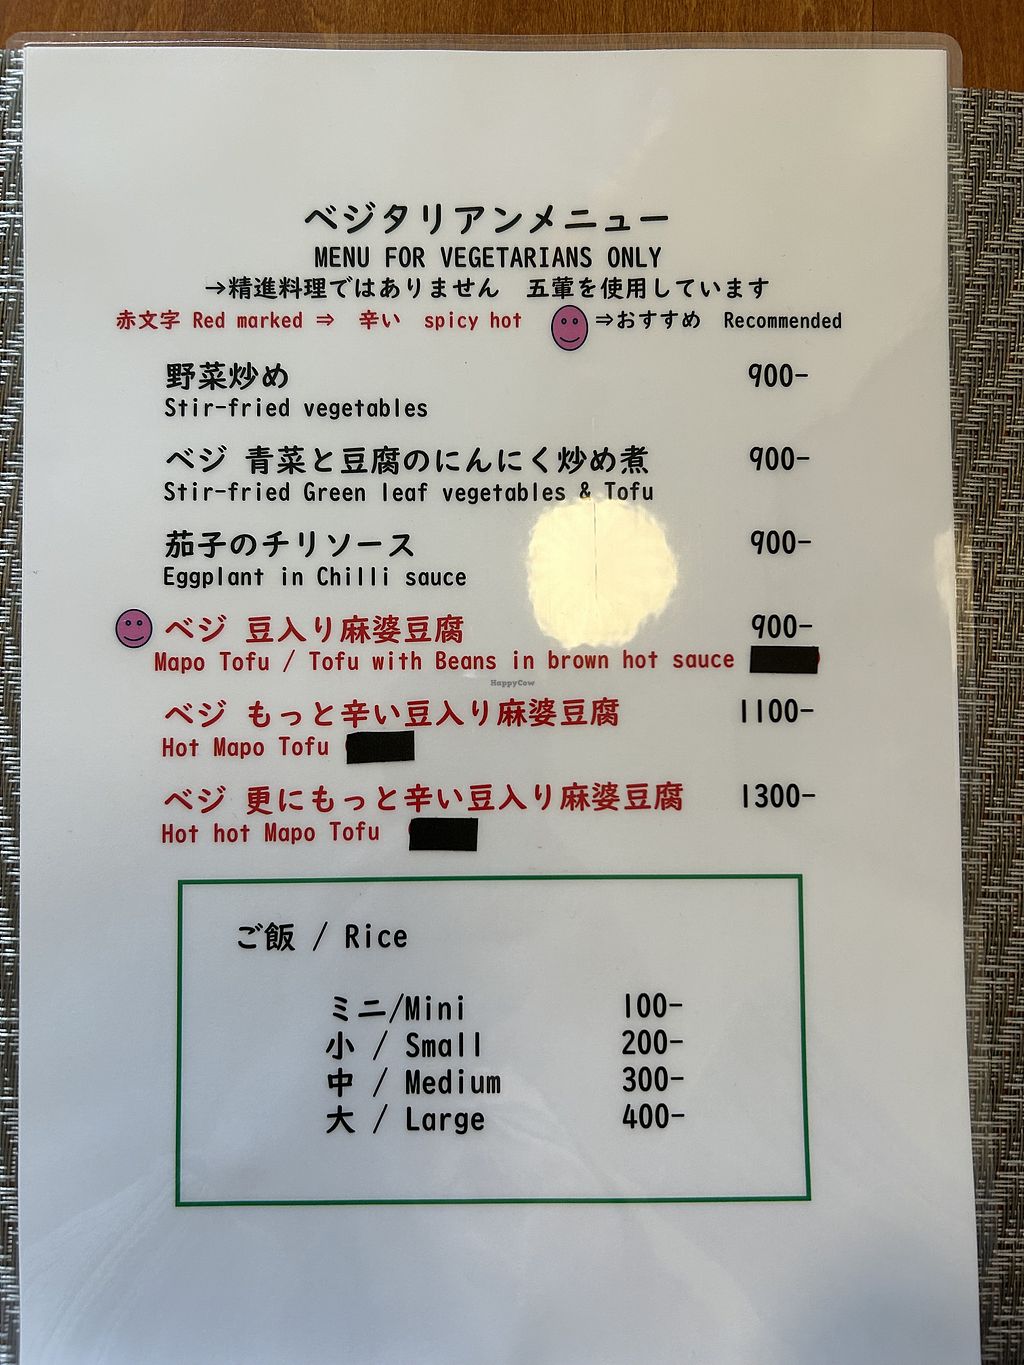 ベジタリアンメニュー
MENU FOR VEGETARIANS ONLY
→精進料理ではありません 五葷を使用しています
赤文字 Red marked ⇒ 辛い spicy hot ⇒おすすめ Recommended
野菜炒め 900-
Stir-fried vegetables
ベジ 青菜と豆腐のにんにく炒め煮 900-
Stir-fried Green leaf vegetables & Tofu
茄子のチリソース 900-
Eggplant in Chilli sauce
ベジ 豆入り麻婆豆腐 900-
Mapo Tofu / Tofu with Beans in brown hot sauce
HappyCow
ベジ もっと辛い豆入り麻婆豆腐 1100-
Hot Mapo Tofu
ベジ 更にもっと辛い豆入り麻婆豆腐 1300-
Hot hot Mapo Tofu
ご飯 / Rice
ミニ/Mini 100-
小 / Small 200-
中 / Medium 300-
大 / Large 400-